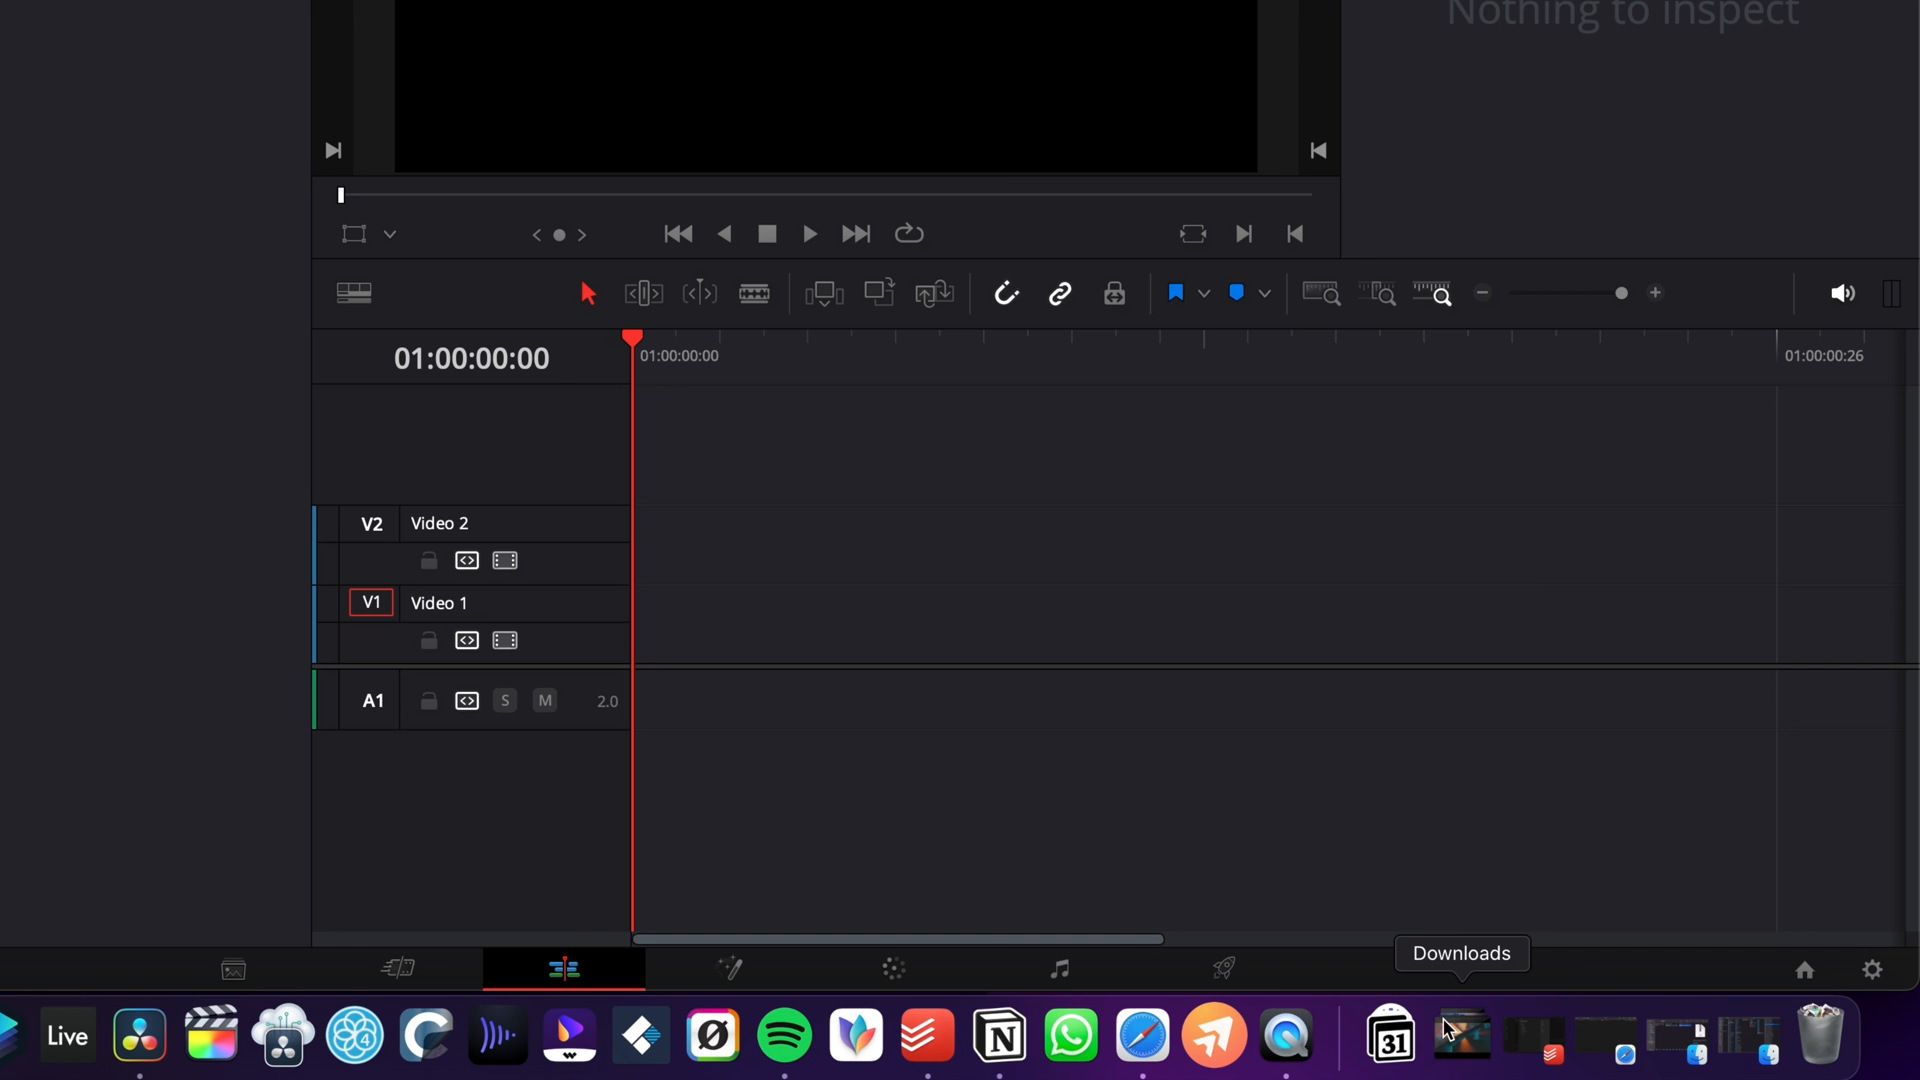 Nothing to inspect
01:00:00:00
01:00:00:00
01:00:00:26
V2 Video 2
V1 Video 1
A1 S M 2.0
Downloads
Live
4
N
31